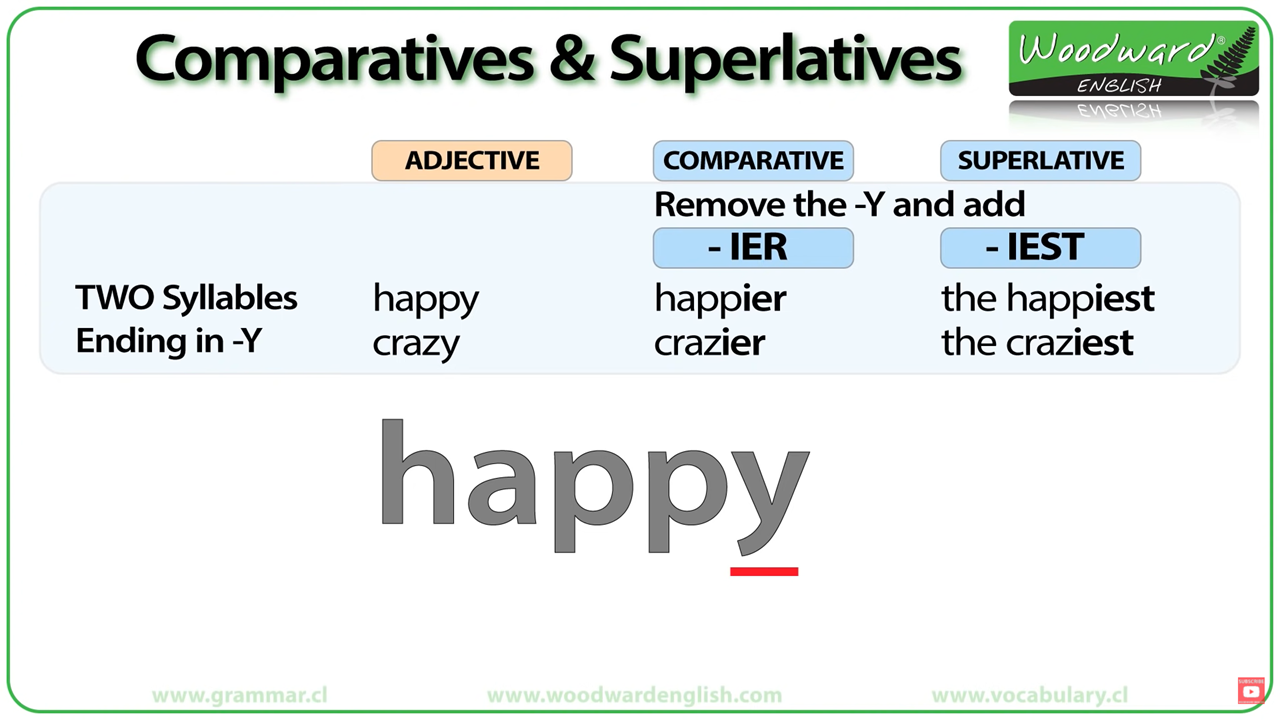 Comparatives & Superlatives
Woodward®
ENGLISH
ADJECTIVE COMPARATIVE SUPERLATIVE
Remove the -Y and add
- IER - IEST
TWO Syllables happy happier the happiest
Ending in -Y crazy crazier the craziest
happy
www.grammar.cl www.woodwardenglish.com www.vocabulary.cl
SUBSCRIBE